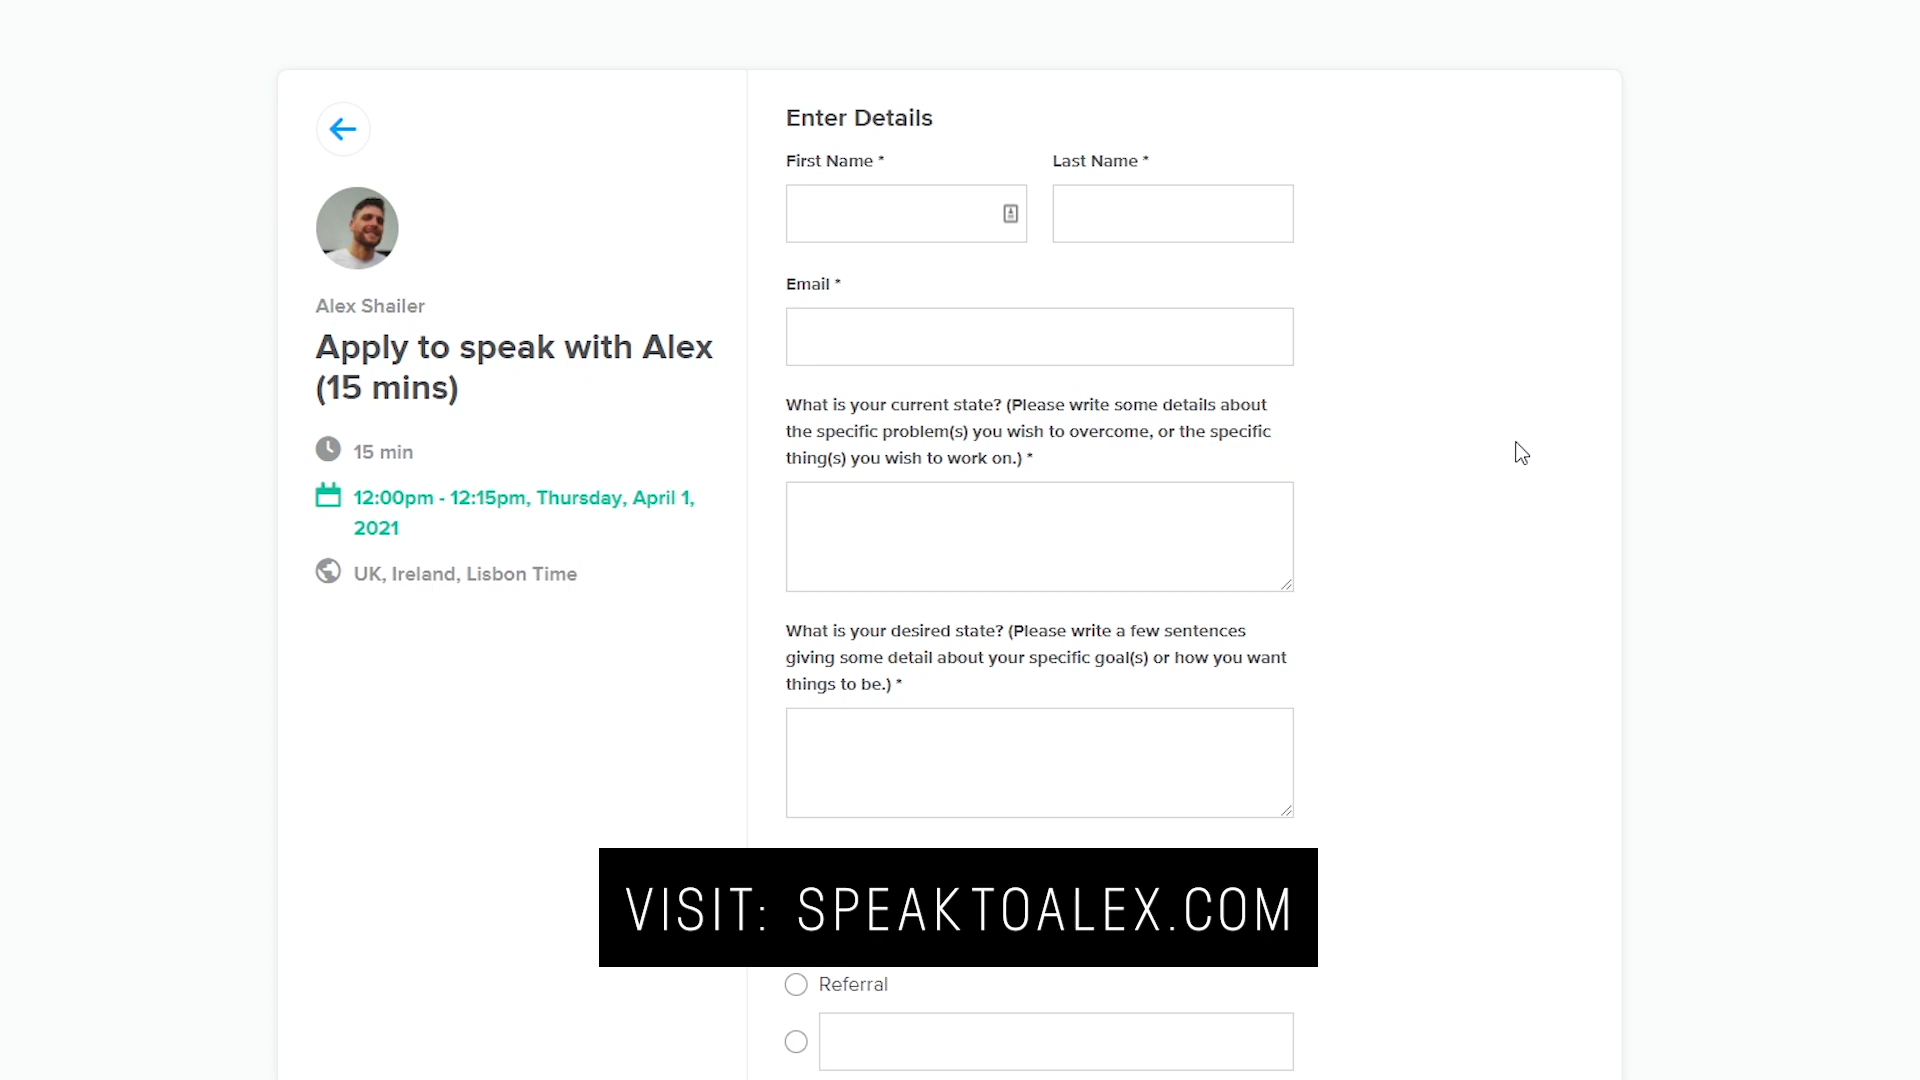 Alex Shailer
Apply to speak with Alex
(15 mins)
15 min
12:00pm - 12:15pm, Thursday, April 1,
2021
UK, Ireland, Lisbon Time
Enter Details
First Name *
Last Name *
Email *
What is your current state? (Please write some details about
the specific problem(s) you wish to overcome, or the specific
thing(s) you wish to work on.) *
What is your desired state? (Please write a few sentences
giving some detail about your specific goal(s) or how you want
things to be.) *
VISIT: SPEAKTOALEX.COM
Referral